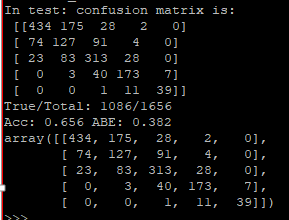 In test: confusion matrix is:
[[434 175 28 2 0]
[ 74 127 91 4 0]
[ 23 83 313 28 0]
[ 0 3 40 173 7]
[ 0 0 1 11 39]]
True/Total: 1086/1656
Acc: 0.656 ABE: 0.382
array([[434, 175, 28, 2, 0],
[ 74, 127, 91, 4, 0],
[ 23, 83, 313, 28, 0],
[ 0, 3, 40, 173, 7],
[ 0, 0, 1, 11, 39]])
>>>